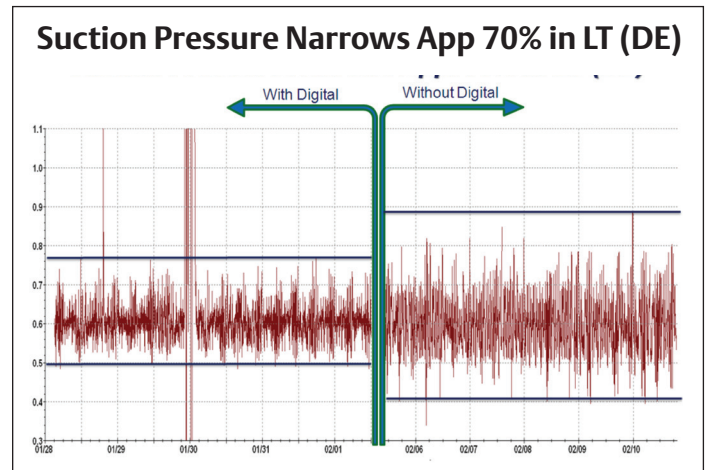 Suction Pressure Narrows App 70% in LT (DE)
With Digital
Without Digital
1.1
1.0
0.9
0.8
0.7
0.6
0.5
0.4
0.3
01/28 01/29 01/30 01/31 02/01 02/06 02/07 02/08 02/09 02/10